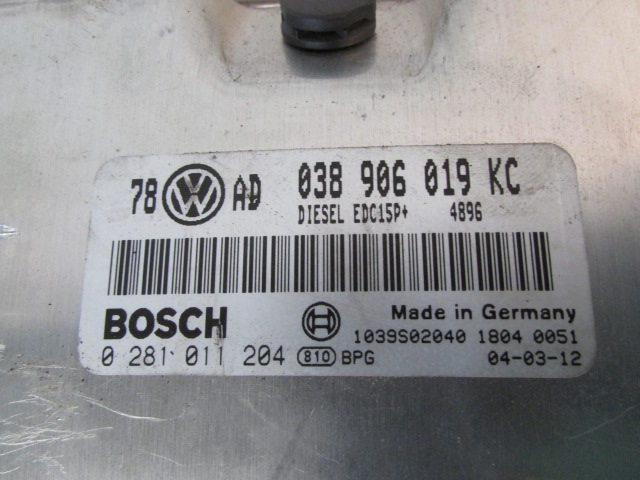 78 VW AD 038 906 019 KC
DIESEL EDC15P+ 4896
BOSCH Made in Germany
1039S02040 1804 0051
0 281 011 204 810 BPG 04-03-12